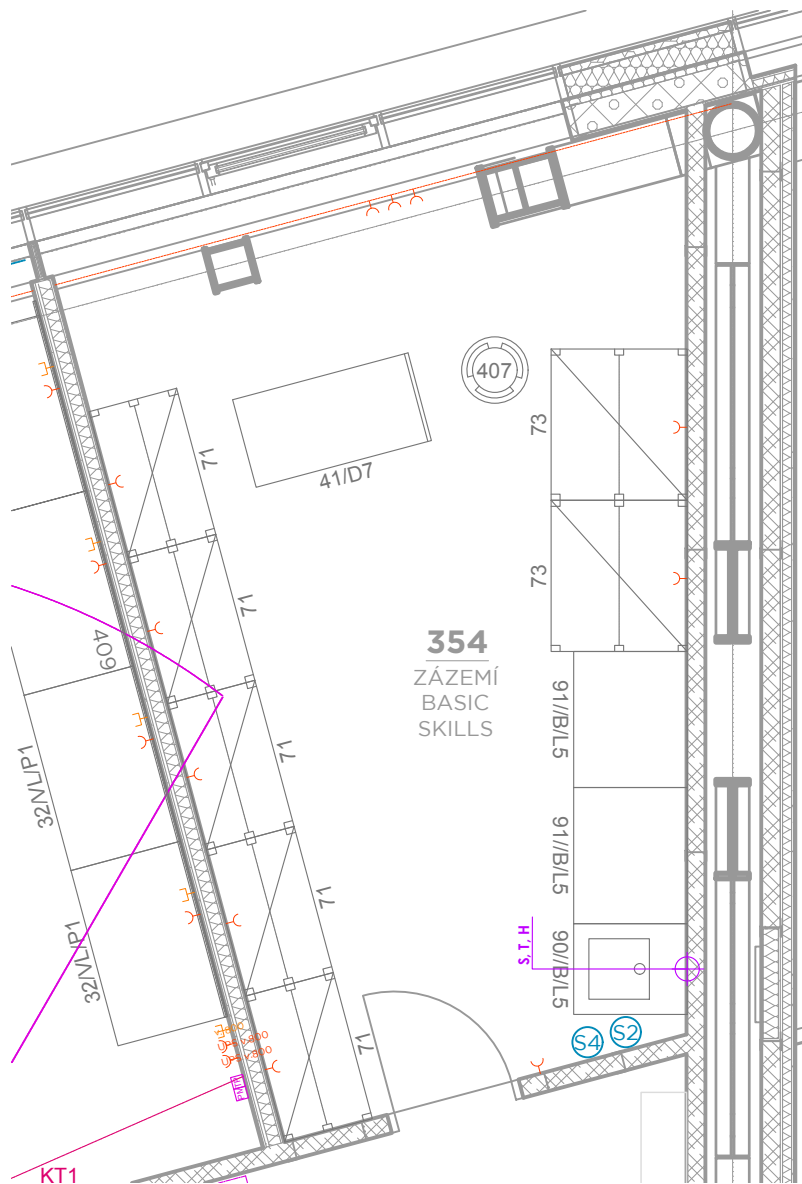 407
73
71
41/D7
73
71
604
354
ZÁZEMÍ
BASIC
SKILLS
91//B/L5
71
32/VL/P1
91//B/L5
71
32/VL/P1
S, T, H
90//B/L5
S4
S2
71
KT1